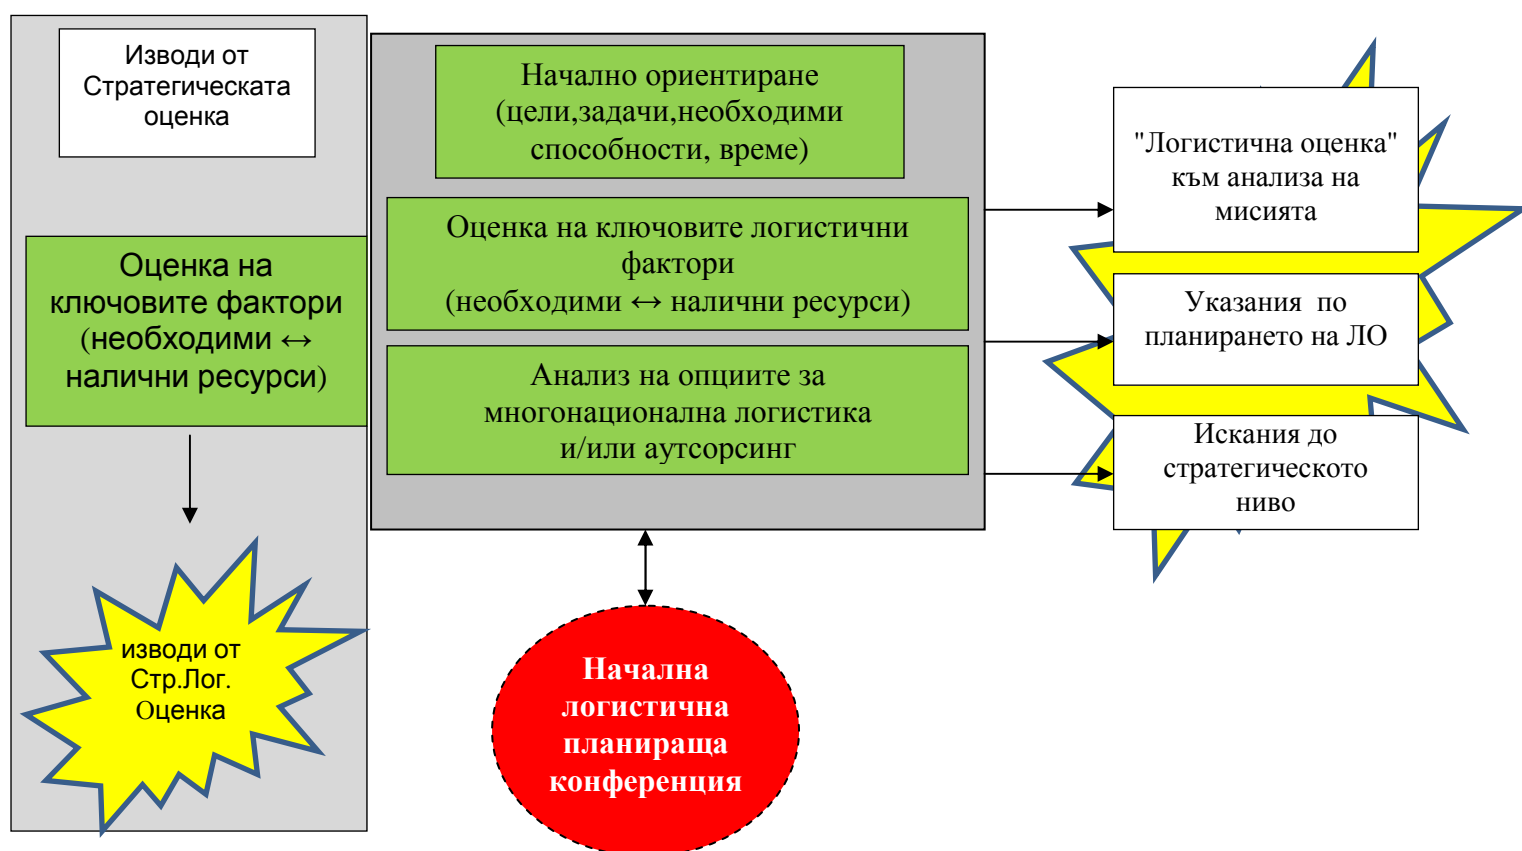 Изводи от
Стратегическата
оценка
Оценка на
ключовите фактори
(необходими ↔
налични ресурси)
изводи от
Стр.Лог.
Оценка
Начално ориентиране
(цели,задачи,необходими
способности, време)
Оценка на ключовите логистични
фактори
(необходими ↔ налични ресурси)
Анализ на опциите за
многонационална логистика
и/или аутсорсинг
Начална
логистична
планираща
конференция
"Логистична оценка"
към анализа на
мисията
Указания по
планирането на ЛО
Искания до
стратегическото
ниво